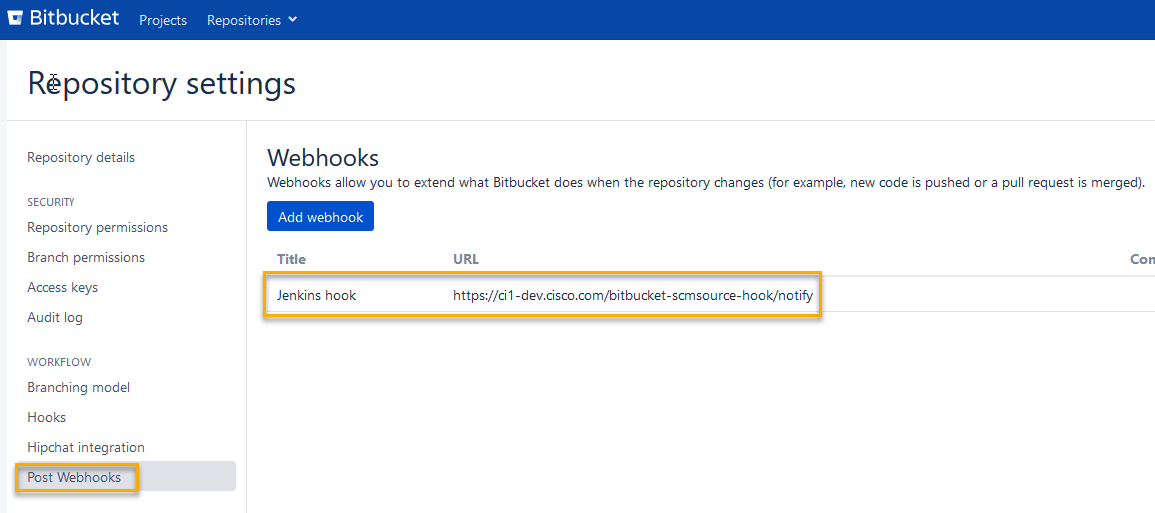 Bitbucket Projects Repositories
Repository settings
Repository details
SECURITY
Repository permissions
Branch permissions
Access keys
Audit log
WORKFLOW
Branching model
Hooks
Hipchat integration
Post Webhooks
Webhooks
Webhooks allow you to extend what Bitbucket does when the repository changes (for example, new code is pushed or a pull request is merged).
Add webhook
Title URL Con
Jenkins hook https://ci1-dev.cisco.com/bitbucket-scmsource-hook/notify